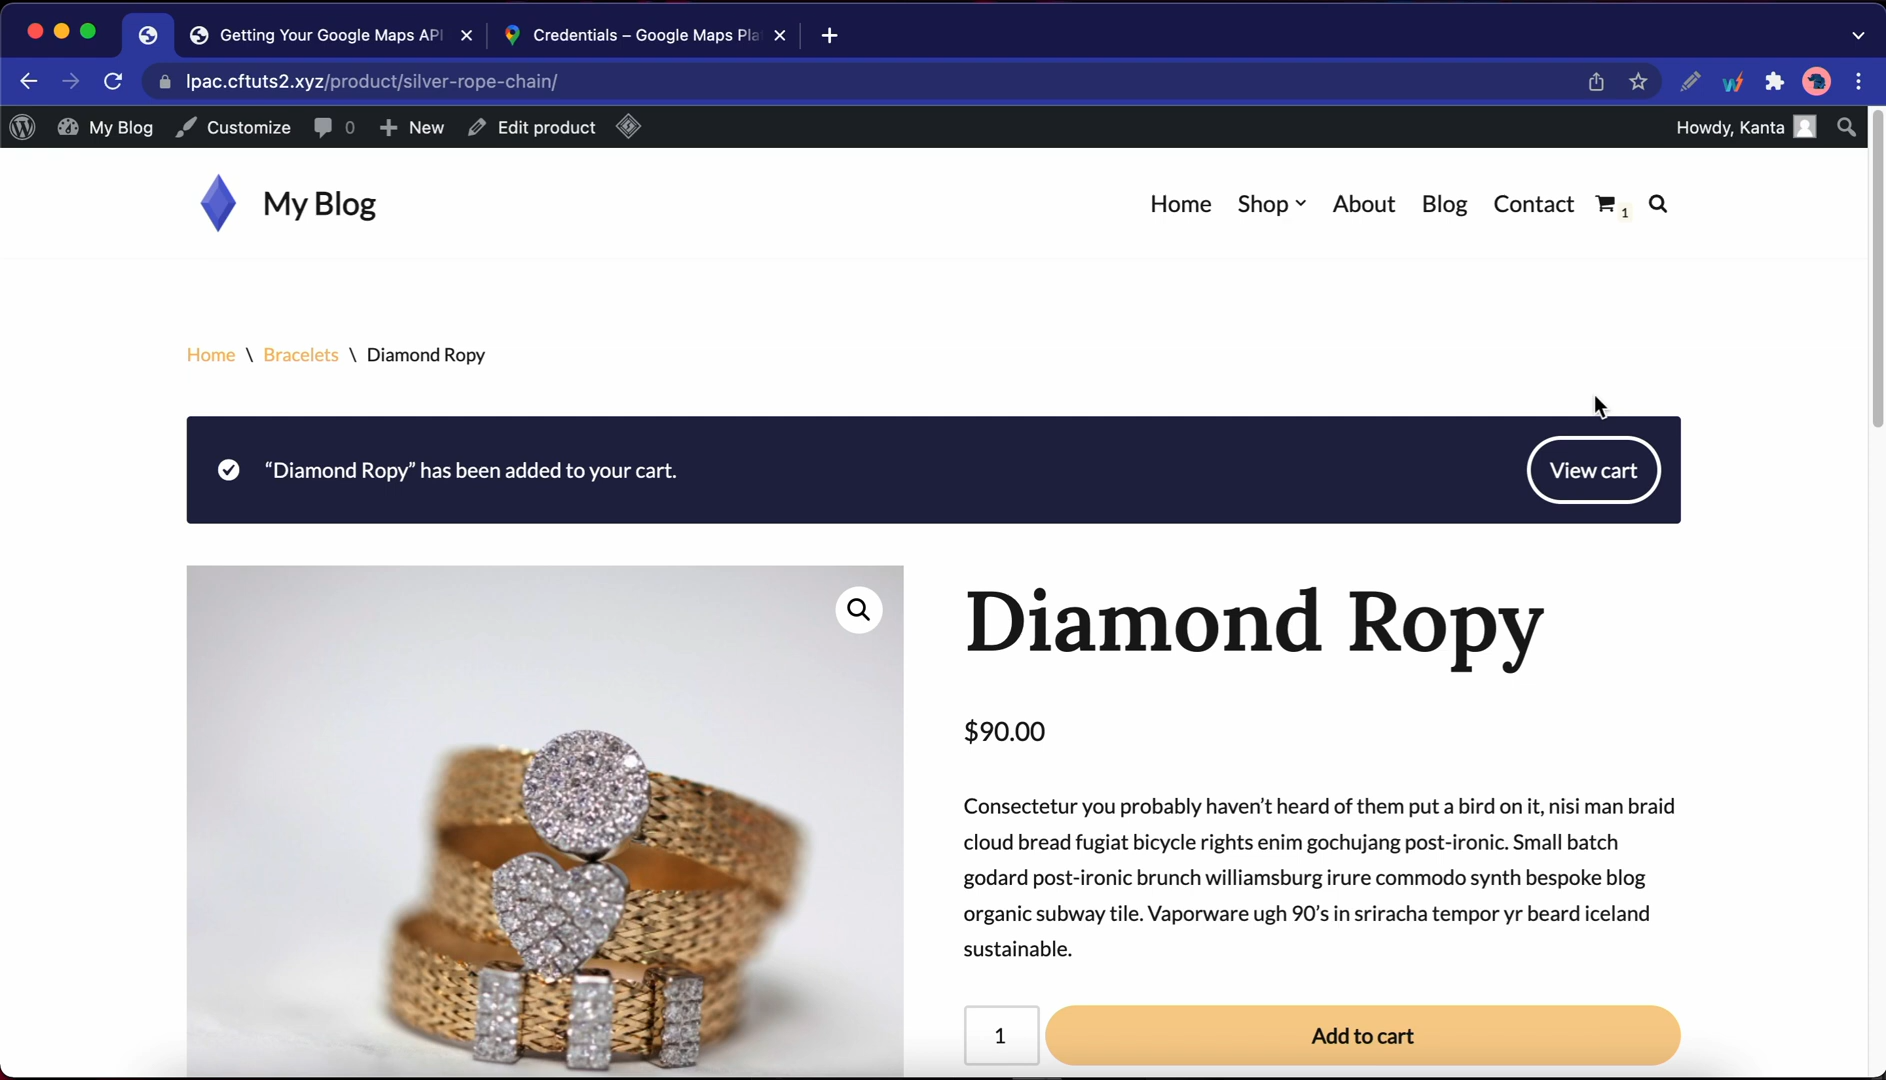 Getting Your Google Maps API
Credentials – Google Maps Pla
lpac.cftuts2.xyz/product/silver-rope-chain/
My Blog Customize 0 New Edit product Howdy, Kanta
My Blog
Home Shop About Blog Contact 1
Home \ Bracelets \ Diamond Ropy
“Diamond Ropy” has been added to your cart. View cart
Diamond Ropy
$90.00
Consectetur you probably haven’t heard of them put a bird on it, nisi man braid
cloud bread fugiat bicycle rights enim gochujang post-ironic. Small batch
godard post-ironic brunch williamsburg irure commodo synth bespoke blog
organic subway tile. Vaporware ugh 90’s in sriracha tempor yr beard iceland
sustainable.
1 Add to cart